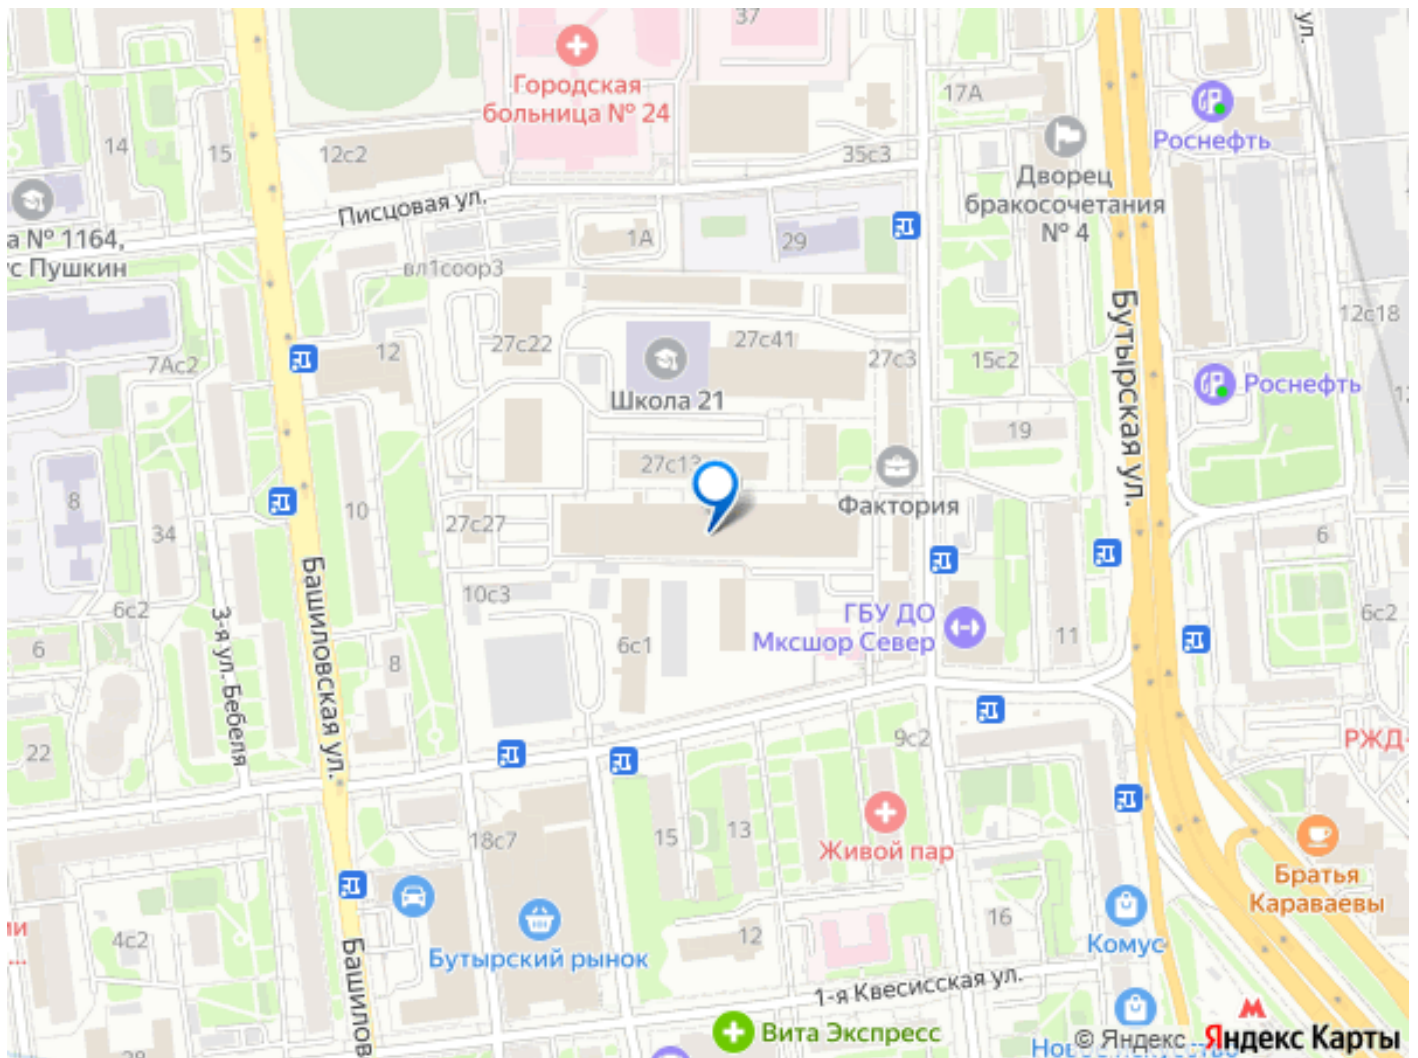 37
ул.
Городская
больница № 24
17А
Роснефть
14
15
12с2
35с3
Дворец
бракосочетания
№ 4
Писцовая ул.
а № 1164,
с Пушкин
1А
29
вл1соор3
Бутырская ул.
12с18
7Ас2
12
27с22
27с41
27с3
15с2
Роснефть
Школа 21
19
27с13
8
34
10
27с27
Фактория
6
Башиловская ул.
6с2
3-я ул. Бебеля
10с3
6с1
ГБУ ДО
Мксшор Север
11
6с2
6
8
22
9с2
РЖД-
18с7
15
13
Живой пар
Братья
Караваевы
ии
...
4с2
Бутырский рынок
12
16
Комус
Башилов
1-я Квесисская ул.
Вита Экспресс
© Яндекс
Яндекс Карты